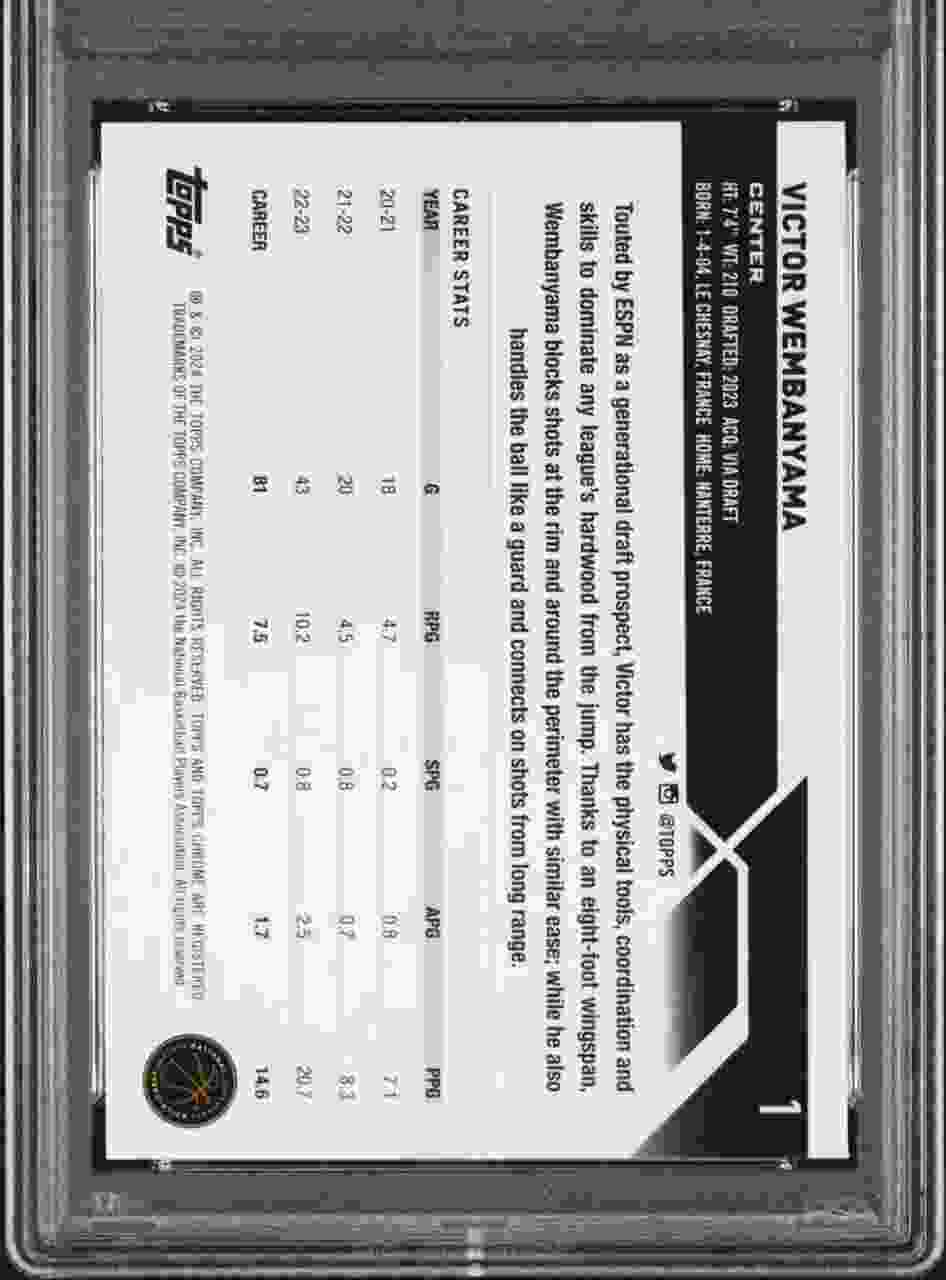 VICTOR WEMBANYAMA
1
CENTER
HT: 7'4" WT: 210 DRAFTED: 2023 ACQ: VIA DRAFT
BORN: 1-4-04, LE CHESNAY, FRANCE HOME: NANTERRE, FRANCE
@TOPPS
Touted by ESPN as a generational draft prospect, Victor has the physical tools, coordination and
skills to dominate any league's hardwood from the jump. Thanks to an eight-foot wingspan,
Wembanyama blocks shots at the rim and around the perimeter with similar ease; while he also
handles the ball like a guard and connects on shots from long range.
CAREER STATS
YEAR G RPG SPG APG PPG
20-21 18 4.7 0.2 0.8 7.1
21-22 20 4.5 0.8 0.7 8.3
22-23 43 10.2 0.8 2.5 20.7
CAREER 81 7.5 0.7 1.7 14.6
topps®
® & © 2024 THE TOPPS COMPANY, INC. ALL RIGHTS RESERVED. TOPPS AND TOPPS CHROME ARE REGISTERED
TRADEMARKS OF THE TOPPS COMPANY, INC. © 2024 the National Basketball Players Association. All rights reserved.